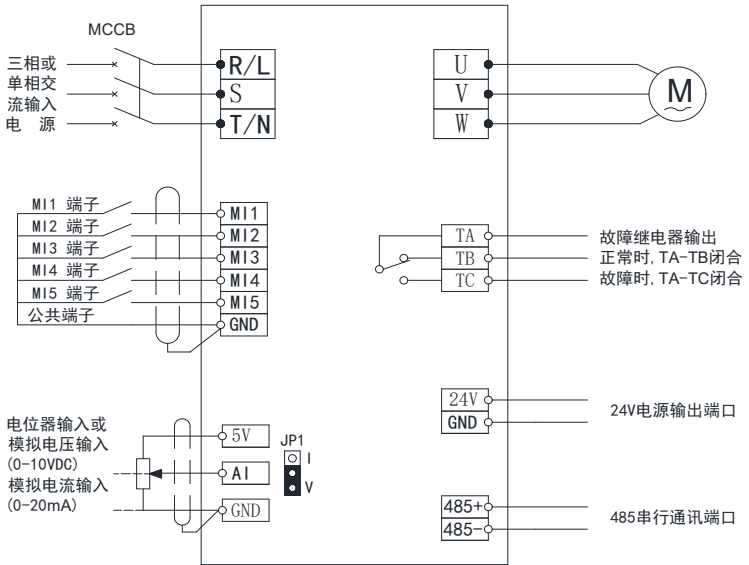 MCCB
三相或
单相交
流输入
电 源
R/L
S
T/N
U
V
W
M
MI1 端子
MI2 端子
MI3 端子
MI4 端子
MI5 端子
公共端子
MI1
MI2
MI3
MI4
MI5
GND
TA
TB
TC
故障继电器输出
正常时, TA-TB闭合
故障时, TA-TC闭合
电位器输入或
模拟电压输入
(0-10VDC)
模拟电流输入
(0-20mA)
5V
AI
GND
JP1
I
V
24V
GND
24V电源输出端口
485+
485-
485串行通讯端口